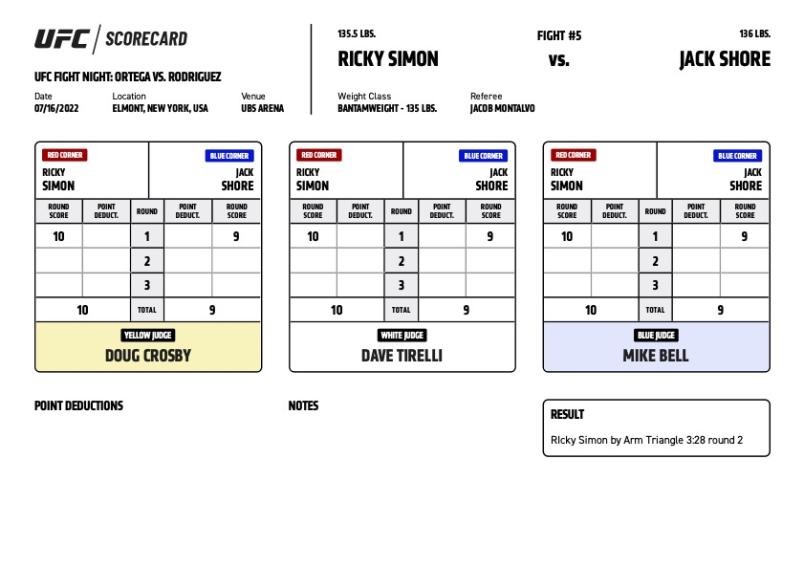 UFC / SCORECARD
UFC FIGHT NIGHT: ORTEGA VS. RODRIGUEZ
Date Location Venue
07/16/2022 ELMONT, NEW YORK, USA UBS ARENA
135.5 LBS. FIGHT #5 136 LBS.
RICKY SIMON vs. JACK SHORE
Weight Class Referee
BANTAMWEIGHT - 135 LBS. JACOB MONTALVO
RED CORNER BLUE CORNER
RICKY JACK
SIMON SHORE
ROUND SCORE POINT DEDUCT. ROUND POINT DEDUCT. ROUND SCORE
10 1 9
2
3
10 TOTAL 9
YELLOW JUDGE
DOUG CROSBY
RED CORNER BLUE CORNER
RICKY JACK
SIMON SHORE
ROUND SCORE POINT DEDUCT. ROUND POINT DEDUCT. ROUND SCORE
10 1 9
2
3
10 TOTAL 9
WHITE JUDGE
DAVE TIRELLI
RED CORNER BLUE CORNER
RICKY JACK
SIMON SHORE
ROUND SCORE POINT DEDUCT. ROUND POINT DEDUCT. ROUND SCORE
10 1 9
2
3
10 TOTAL 9
BLUE JUDGE
MIKE BELL
POINT DEDUCTIONS
NOTES
RESULT
RIcky Simon by Arm Triangle 3:28 round 2